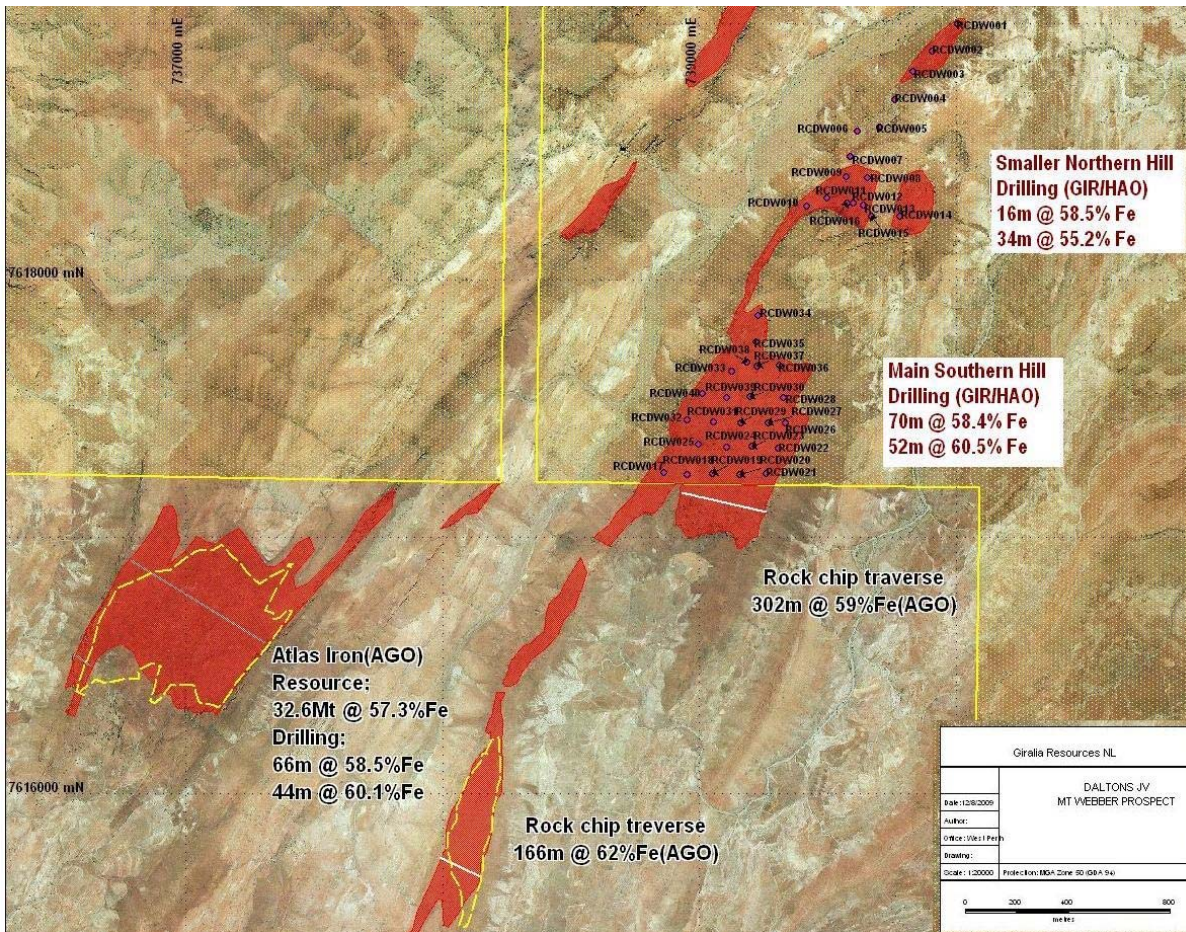 737000 mE
739000 mE
RCDW001
RCDW002
RCDW003
RCDW004
RCDW006
RCDW005
RCDW007
RCDW009
RCDW008
RCDW011
RCDW012
RCDW010
RCDW013
RCDW014
RCDW016
RCDW015
Smaller Northern Hill
Drilling (GIR/HAO)
16m @ 58.5% Fe
34m @ 55.2% Fe
7618000 mN
RCDW034
RCDW035
RCDW038
RCDW037
RCDW033
RCDW036
RCDW040
RCDW039
RCDW030
RCDW028
RCDW032
RCDW031
RCDW029
RCDW027
RCDW026
RCDW025
RCDW024
RCDW023
RCDW022
RCDW017
RCDW018
RCDW019
RCDW020
RCDW021
Main Southern Hill
Drilling (GIR/HAO)
70m @ 58.4% Fe
52m @ 60.5% Fe
Rock chip traverse
302m @ 59%Fe(AGO)
Atlas Iron(AGO)
Resource:
32.6Mt @ 57.3%Fe
Drilling:
66m @ 58.5%Fe
44m @ 60.1%Fe
7616000 mN
Rock chip treverse
166m @ 62%Fe(AGO)
Giralia Resources NL
DALTONS JV
MT WEBBER PROSPECT
Date: 12/8/2009
Author:
Office: West Perth
Drawing:
Scale: 1:20000 Projection: MGA Zone 50 (GDA 94)
0 200 400 800
metres